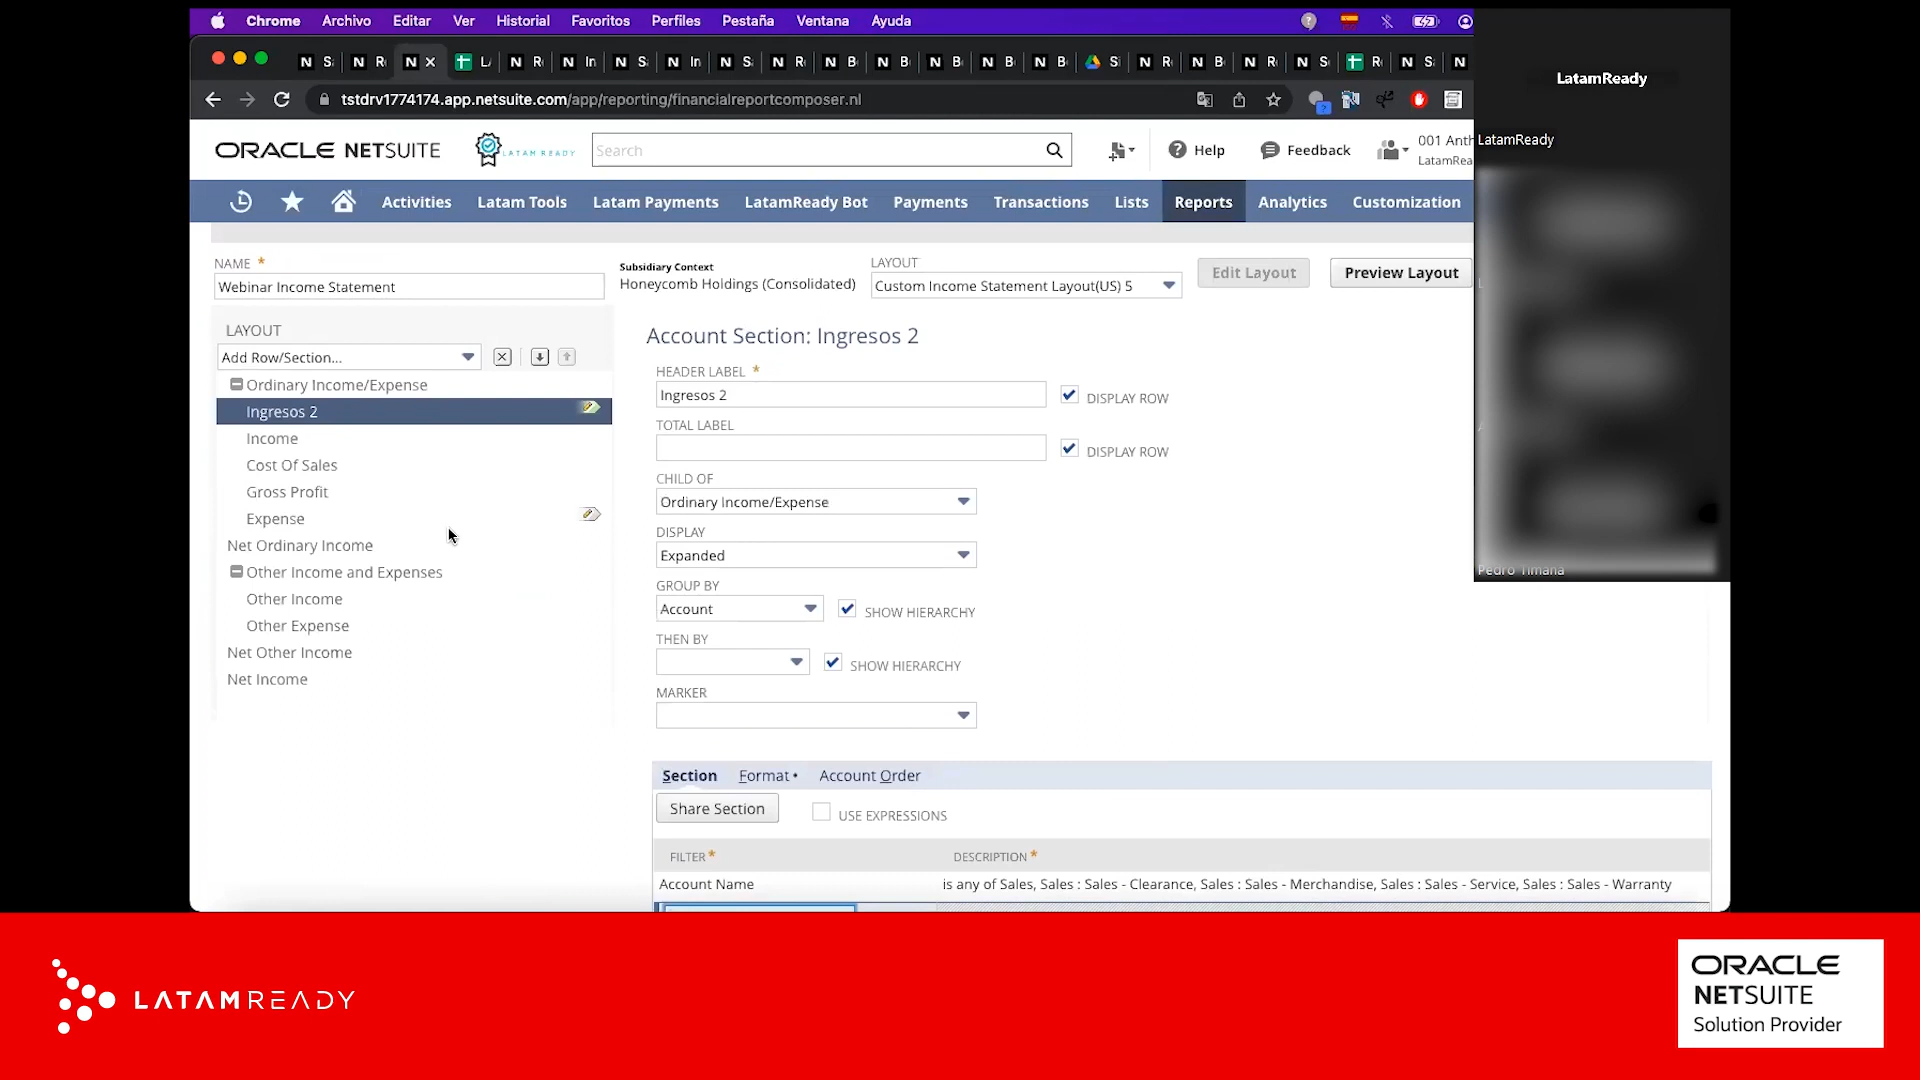 Chrome Archivo Editar Ver Historial Favoritos Perfiles Pestaña Ventana Ayuda
N S N R N L N R N In N S N In N S N R N B N B N B N B N B S N R N B N R N S R N S N
tstdrv1774174.app.netsuite.com/app/reporting/financialreportcomposer.nl
LatamReady
ORACLE NETSUITE LATAM READY Search Help Feedback 001 Anth
LatamRea
LatamReady
Activities Latam Tools Latam Payments LatamReady Bot Payments Transactions Lists Reports Analytics Customization
NAME *
Webinar Income Statement
Subsidiary Context
Honeycomb Holdings (Consolidated)
LAYOUT
Custom Income Statement Layout(US) 5
Edit Layout
Preview Layout
LAYOUT
Add Row/Section...
Ordinary Income/Expense
Ingresos 2
Income
Cost Of Sales
Gross Profit
Expense
Net Ordinary Income
Other Income and Expenses
Other Income
Other Expense
Net Other Income
Net Income
Account Section: Ingresos 2
HEADER LABEL *
Ingresos 2 DISPLAY ROW
TOTAL LABEL
DISPLAY ROW
CHILD OF
Ordinary Income/Expense
DISPLAY
Expanded
GROUP BY
Account SHOW HIERARCHY
THEN BY
SHOW HIERARCHY
MARKER
Pedro Timana
Section Format • Account Order
Share Section USE EXPRESSIONS
FILTER * DESCRIPTION *
Account Name is any of Sales, Sales : Sales - Clearance, Sales : Sales - Merchandise, Sales : Sales - Service, Sales : Sales - Warranty
LATAMREADY
ORACLE
NETSUITE
Solution Provider